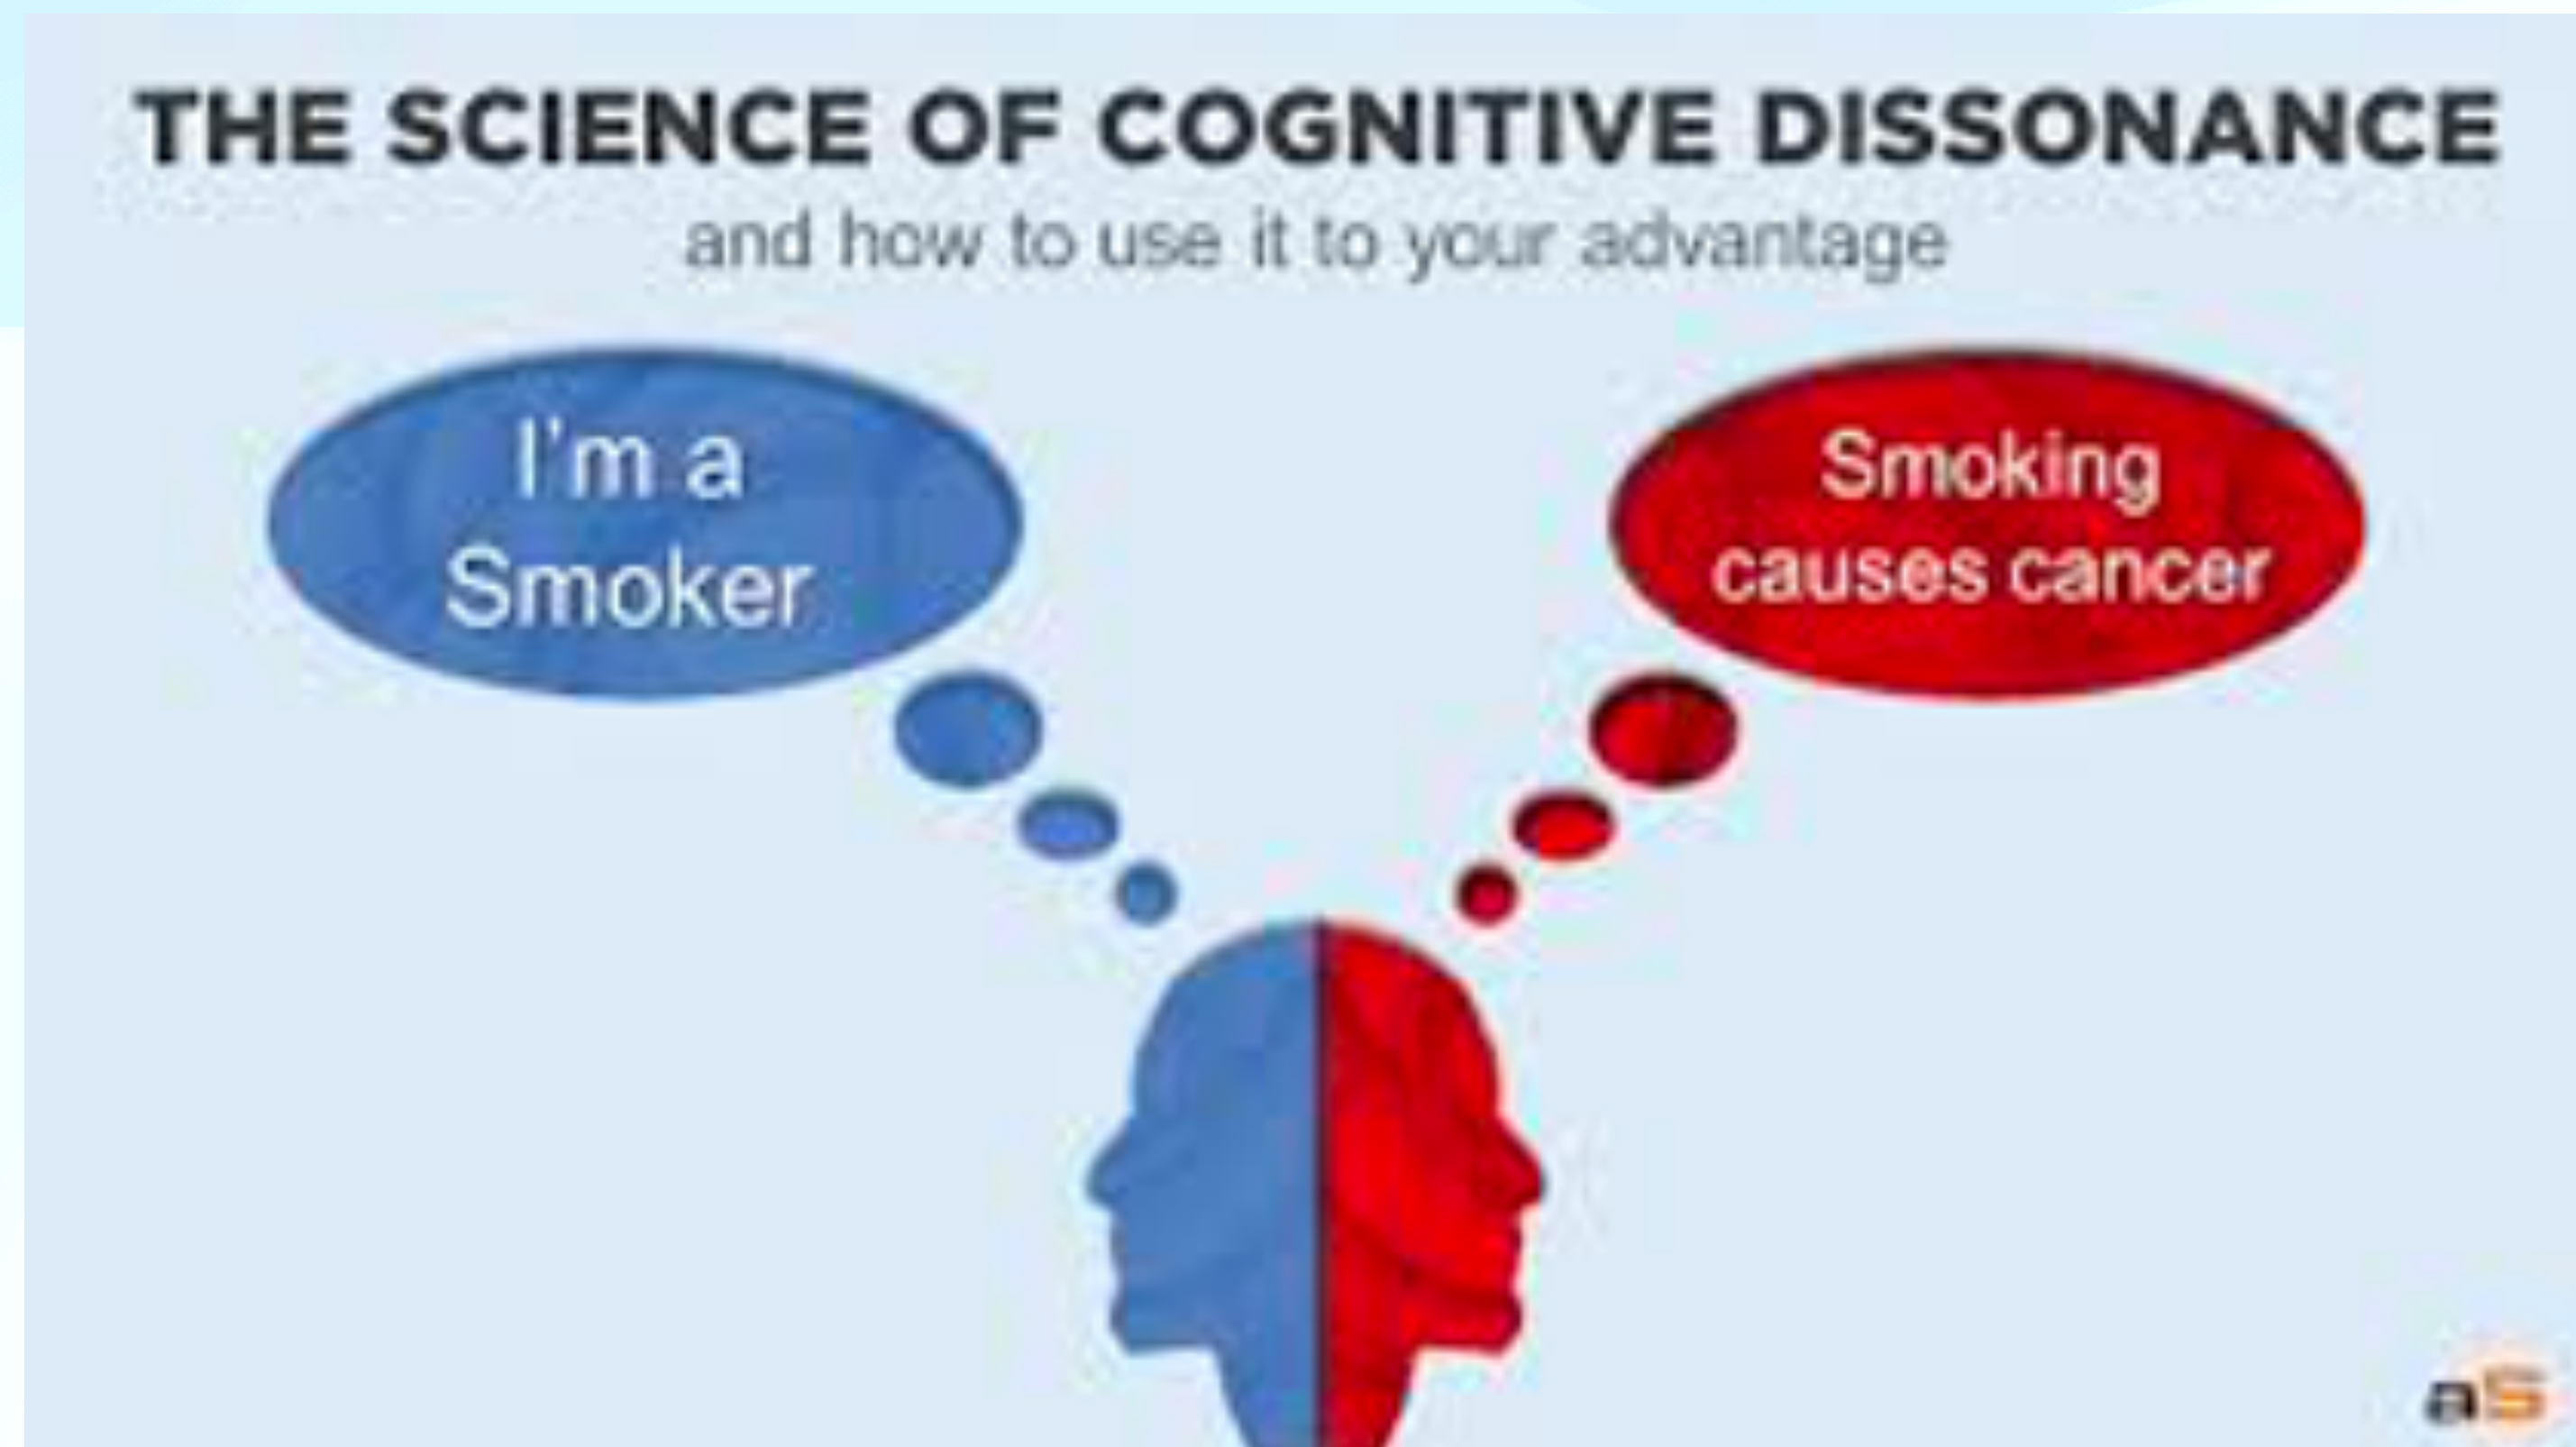 THE SCIENCE OF COGNITIVE DISSONANCE
and how to use it to your advantage
I'm a
Smoker
Smoking
causes cancer
as